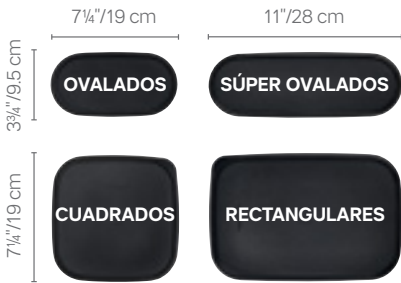 7¼"/19 cm
11"/28 cm
3¾"/9.5 cm
OVALADOS
SÚPER OVALADOS
7¼"/19 cm
CUADRADOS
RECTANGULARES